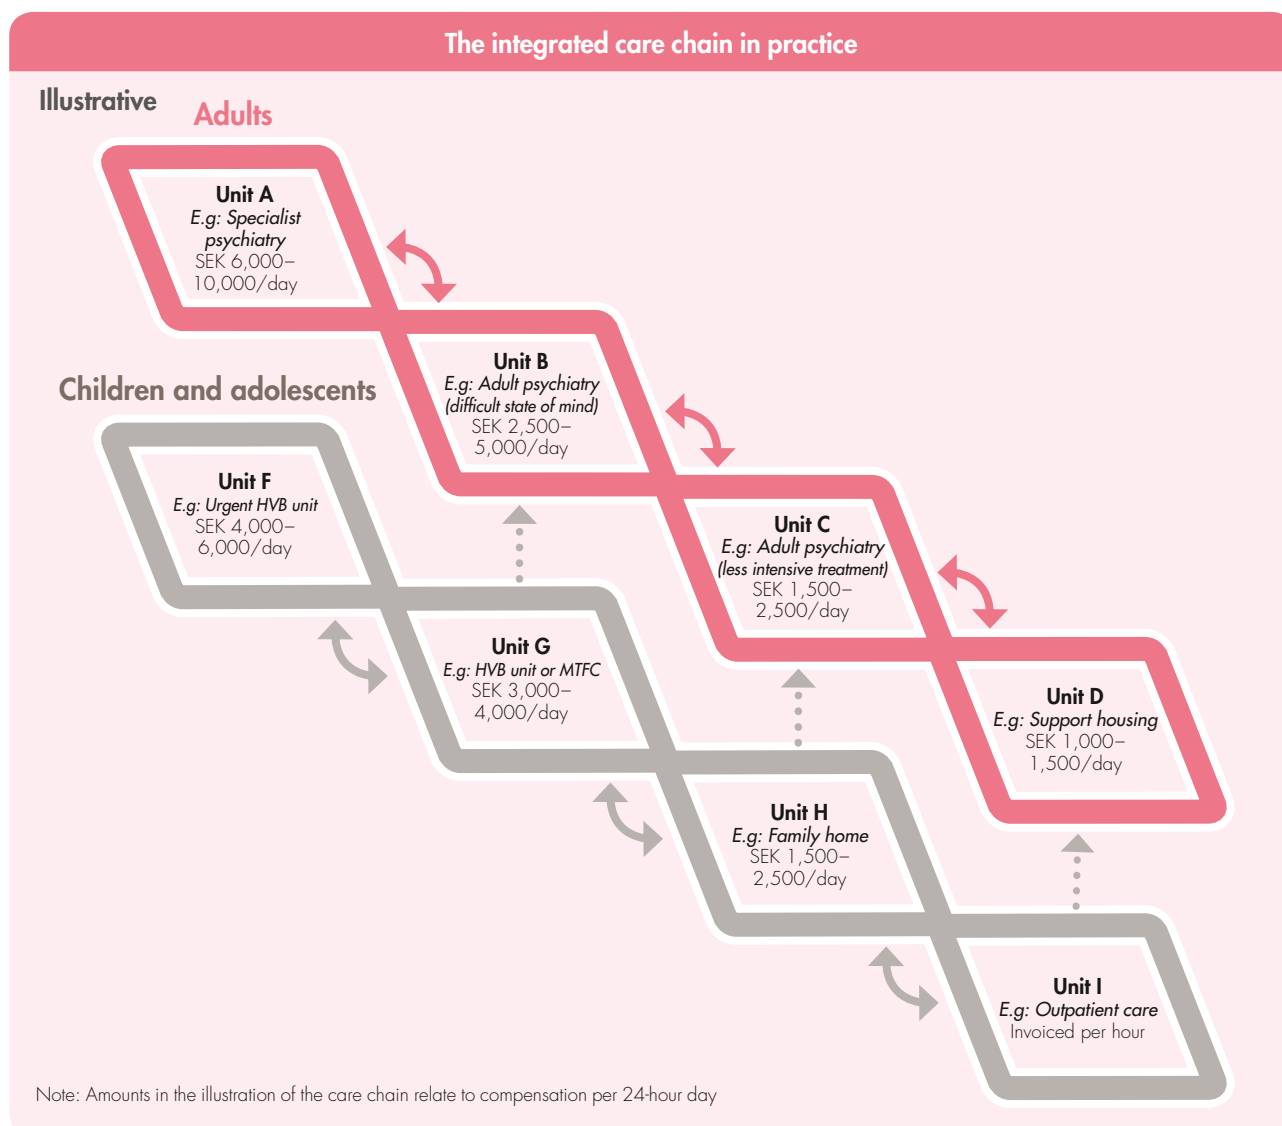 The integrated care chain in practice
Illustrative
Adults
Unit A
E.g: Specialist
psychiatry
SEK 6,000–
10,000/day
Unit B
E.g: Adult psychiatry
(difficult state of mind)
SEK 2,500–
5,000/day
Unit C
E.g: Adult psychiatry
(less intensive treatment)
SEK 1,500–
2,500/day
Unit D
E.g: Support housing
SEK 1,000–
1,500/day
Children and adolescents
Unit F
E.g: Urgent HVB unit
SEK 4,000–
6,000/day
Unit G
E.g: HVB unit or MTFC
SEK 3,000–
4,000/day
Unit H
E.g: Family home
SEK 1,500–
2,500/day
Unit I
E.g: Outpatient care
Invoiced per hour
Note: Amounts in the illustration of the care chain relate to compensation per 24-hour day